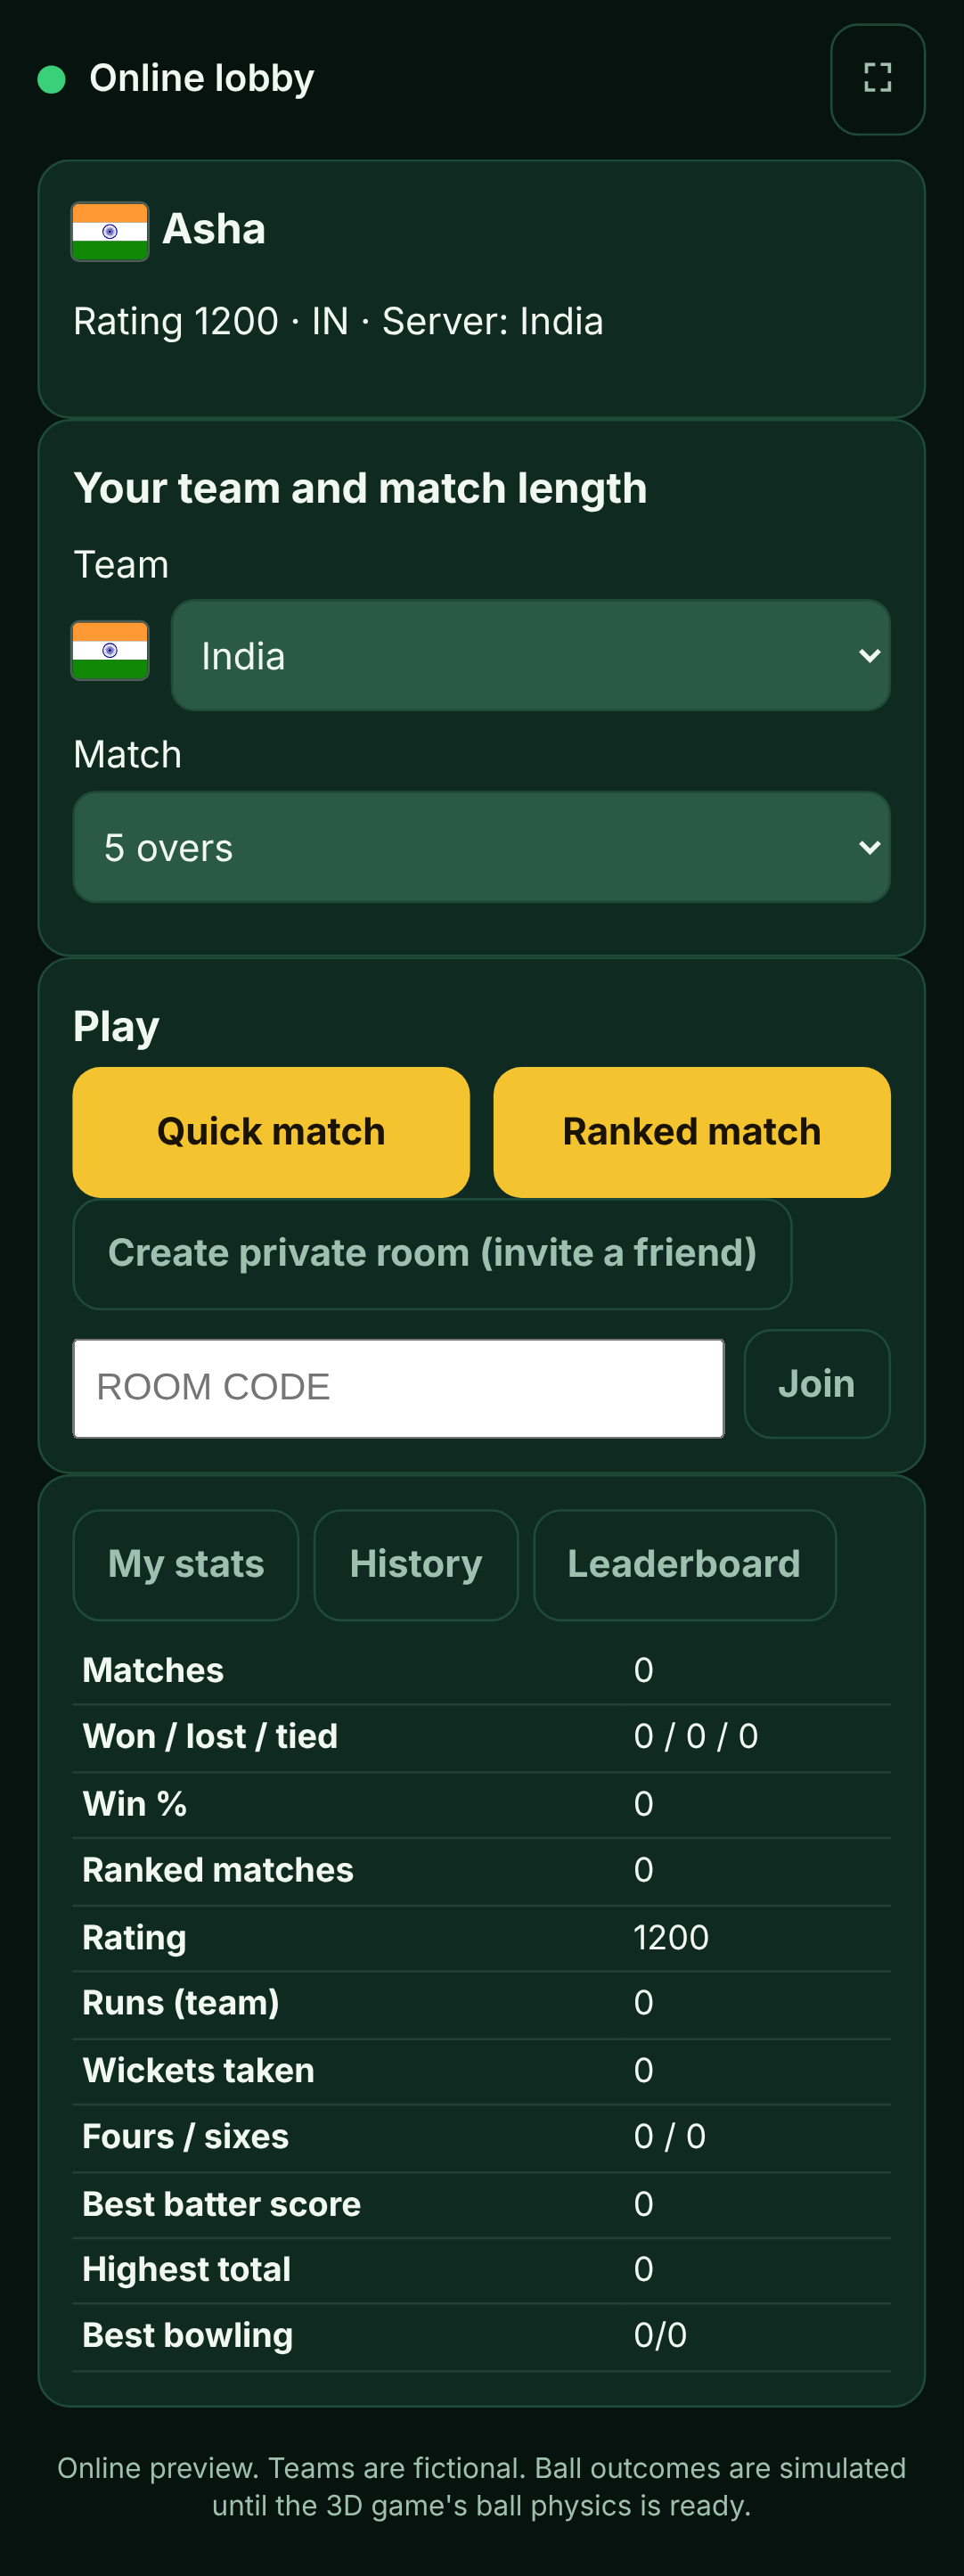 Online lobby
Asha
Rating 1200 · IN · Server: India
Your team and match length
Team
India
Match
5 overs
Play
Quick match
Ranked match
Create private room (invite a friend)
ROOM CODE
Join
My stats
History
Leaderboard
Matches 0
Won / lost / tied 0 / 0 / 0
Win % 0
Ranked matches 0
Rating 1200
Runs (team) 0
Wickets taken 0
Fours / sixes 0 / 0
Best batter score 0
Highest total 0
Best bowling 0/0
Online preview. Teams are fictional. Ball outcomes are simulated
until the 3D game's ball physics is ready.